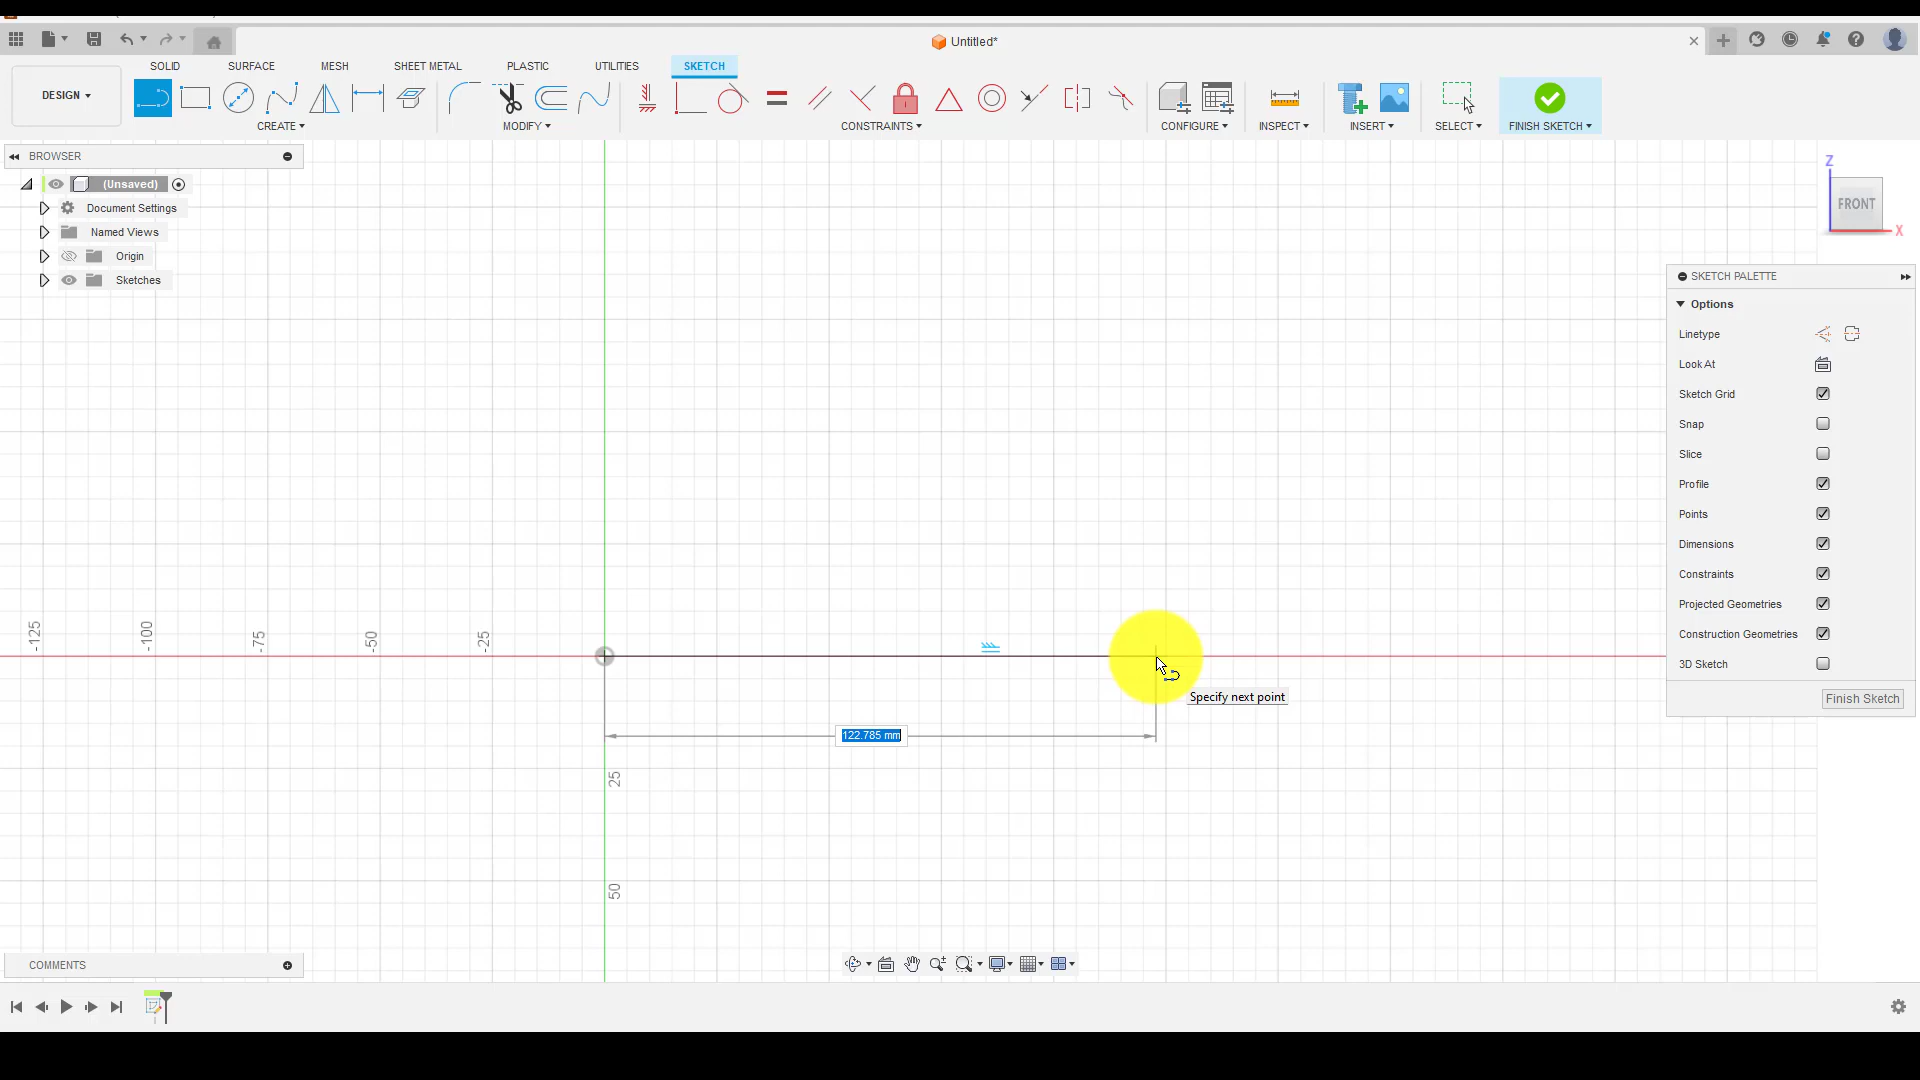 Untitled*
SOLID SURFACE MESH SHEET METAL PLASTIC UTILITIES SKETCH
DESIGN
CREATE MODIFY CONSTRAINTS CONFIGURE INSPECT INSERT SELECT FINISH SKETCH
BROWSER
(Unsaved)
Document Settings
Named Views
Origin
Sketches
Z
FRONT
X
SKETCH PALETTE
Options
Linetype
Look At
Sketch Grid
Snap
Slice
Profile
Points
Dimensions
Constraints
Projected Geometries
Construction Geometries
3D Sketch
Finish Sketch
-125
-100
-75
-50
-25
Specify next point
122.785 mm
25
50
COMMENTS